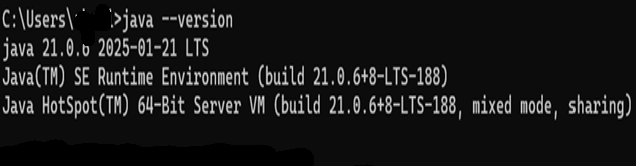 C:\Users\>java --version
java 21.0.6 2025-01-21 LTS
Java(TM) SE Runtime Environment (build 21.0.6+8-LTS-188)
Java HotSpot(TM) 64-Bit Server VM (build 21.0.6+8-LTS-188, mixed mode, sharing)